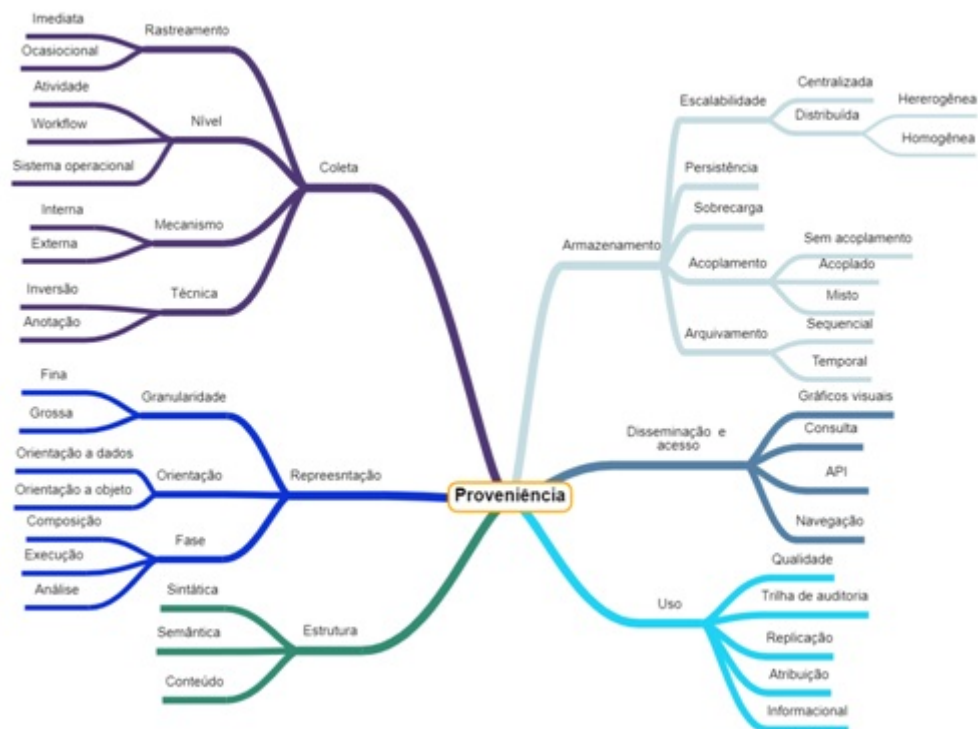 Imediata
Ocasiocional
Rastreamento
Atividade
Workflow
Sistema operacional
Nível
Interna
Externa
Mecanismo
Inversão
Anotação
Técnica
Coleta
Fina
Grossa
Granularidade
Orientação a dados
Orientação a objeto
Orientação
Composição
Execução
Análise
Fase
Repreesntação
Sintática
Semântica
Conteúdo
Estrutura
Proveniência
Armazenamento
Escalabilidade
Centralizada
Distribuída
Hererogênea
Homogênea
Persistência
Sobrecarga
Acoplamento
Sem acoplamento
Acoplado
Misto
Arquivamento
Sequencial
Temporal
Disseminação e
acesso
Gráficos visuais
Consulta
API
Navegação
Uso
Qualidade
Trilha de auditoria
Replicação
Atribuição
Informacional